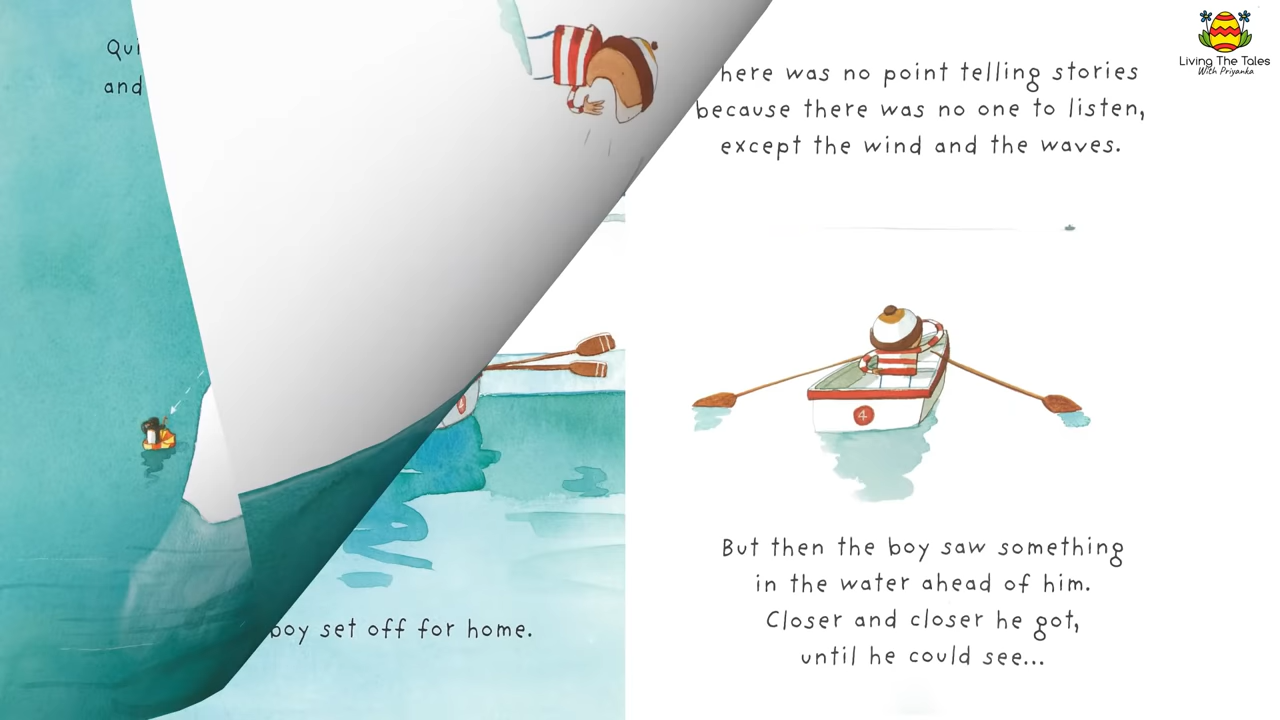 and
boy set off for home.
here was no point telling stories
because there was no one to listen,
except the wind and the waves.
4
But then the boy saw something
in the water ahead of him.
Closer and closer he got,
until he could see...
Living The Tales
With Priyanka